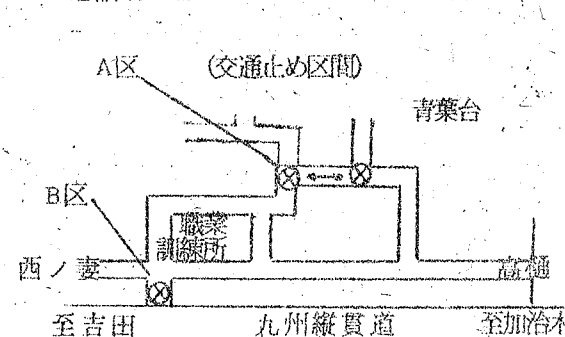 A区
(交通止め区間)
青葉台
B区
職業
訓練所
西ノ妻
高樋
至吉田
九州縦貫道
至加治木